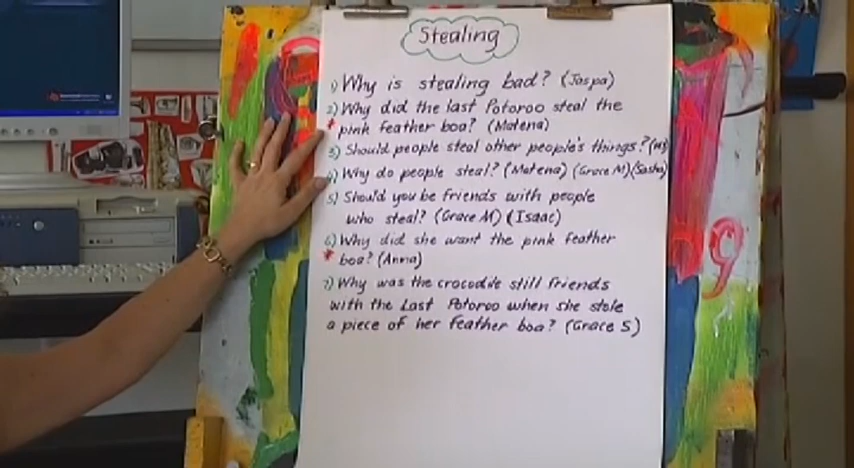 Stealing
1) Why is stealing bad? (Jaspa)
2) Why did the last Potoroo steal the
* pink feather boa? (Matena)
3) Should people steal other people's things?
4) Why do people steal? (Matena) (Grace M) (Sasha)
5) Should you be friends with people
who steal? (Grace M) (Isaac)
6) Why did she want the pink feather
* boa? (Anna)
7) Why was the crocodile still friends
with the Last Potoroo when she stole
a piece of her feather boa? (Grace S)